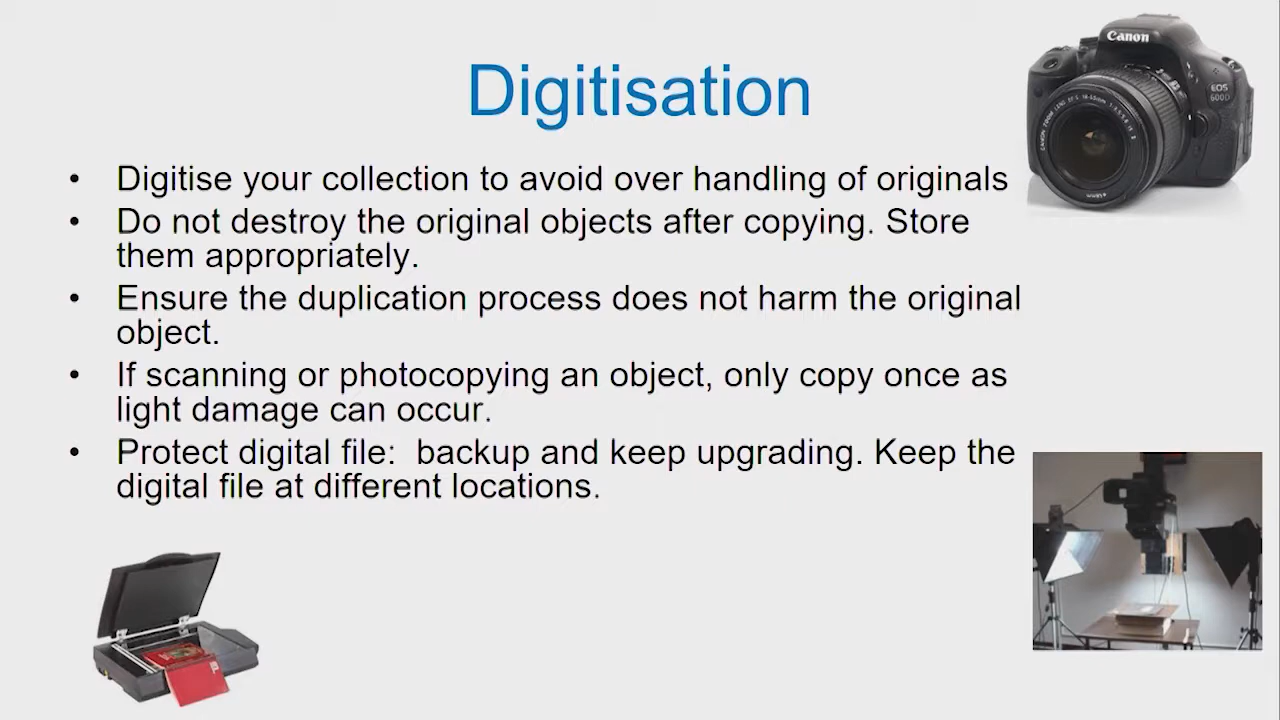 Digitisation
• Digitise your collection to avoid over handling of originals
• Do not destroy the original objects after copying. Store
them appropriately.
• Ensure the duplication process does not harm the original
object.
• If scanning or photocopying an object, only copy once as
light damage can occur.
• Protect digital file:  backup and keep upgrading. Keep the
digital file at different locations.
Canon
EOS
600D